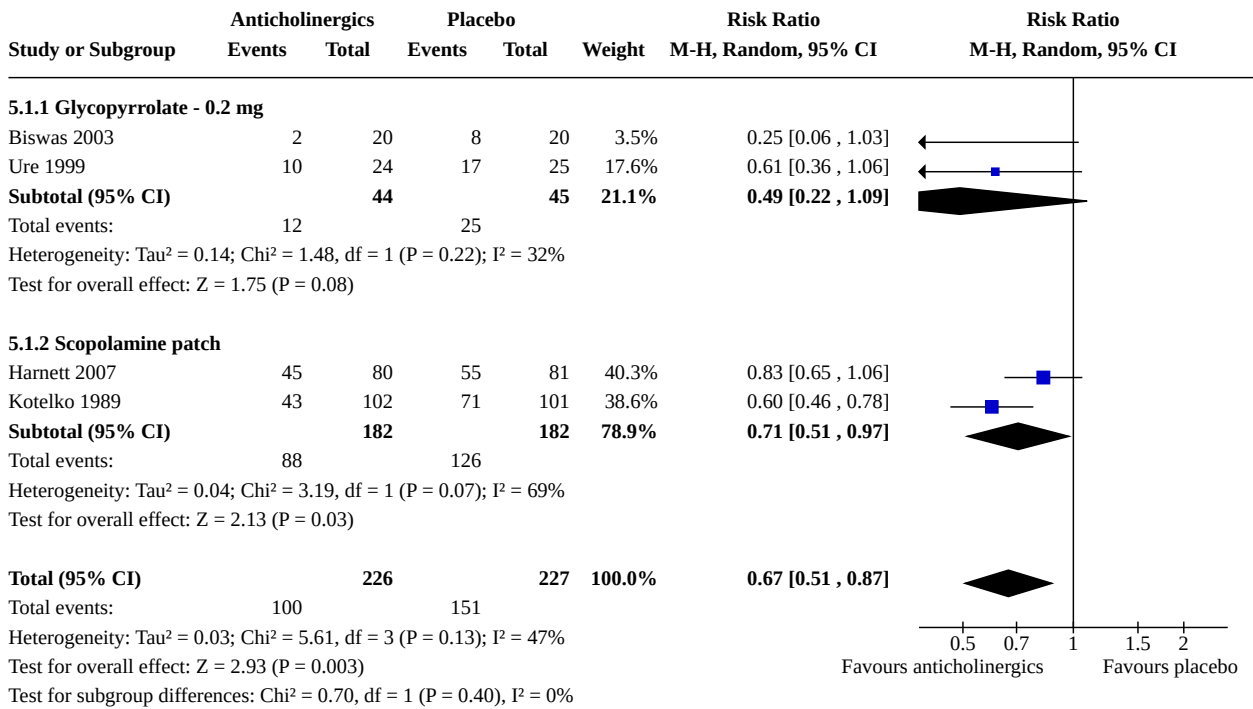 Anticholinergics Placebo Risk Ratio Risk Ratio
Study or Subgroup Events Total Events Total Weight M-H, Random, 95% CI M-H, Random, 95% CI
5.1.1 Glycopyrrolate - 0.2 mg
Biswas 2003 2 20 8 20 3.5% 0.25 [0.06 , 1.03]
Ure 1999 10 24 17 25 17.6% 0.61 [0.36 , 1.06]
Subtotal (95% CI) 44 45 21.1% 0.49 [0.22 , 1.09]
Total events: 12 25
Heterogeneity: Tau² = 0.14; Chi² = 1.48, df = 1 (P = 0.22); I² = 32%
Test for overall effect: Z = 1.75 (P = 0.08)
5.1.2 Scopolamine patch
Harnett 2007 45 80 55 81 40.3% 0.83 [0.65 , 1.06]
Kotelko 1989 43 102 71 101 38.6% 0.60 [0.46 , 0.78]
Subtotal (95% CI) 182 182 78.9% 0.71 [0.51 , 0.97]
Total events: 88 126
Heterogeneity: Tau² = 0.04; Chi² = 3.19, df = 1 (P = 0.07); I² = 69%
Test for overall effect: Z = 2.13 (P = 0.03)
Total (95% CI) 226 227 100.0% 0.67 [0.51 , 0.87]
Total events: 100 151
Heterogeneity: Tau² = 0.03; Chi² = 5.61, df = 3 (P = 0.13); I² = 47%
0.5 0.7 1 1.5 2
Test for overall effect: Z = 2.93 (P = 0.003) Favours anticholinergics Favours placebo
Test for subgroup differences: Chi² = 0.70, df = 1 (P = 0.40), I² = 0%